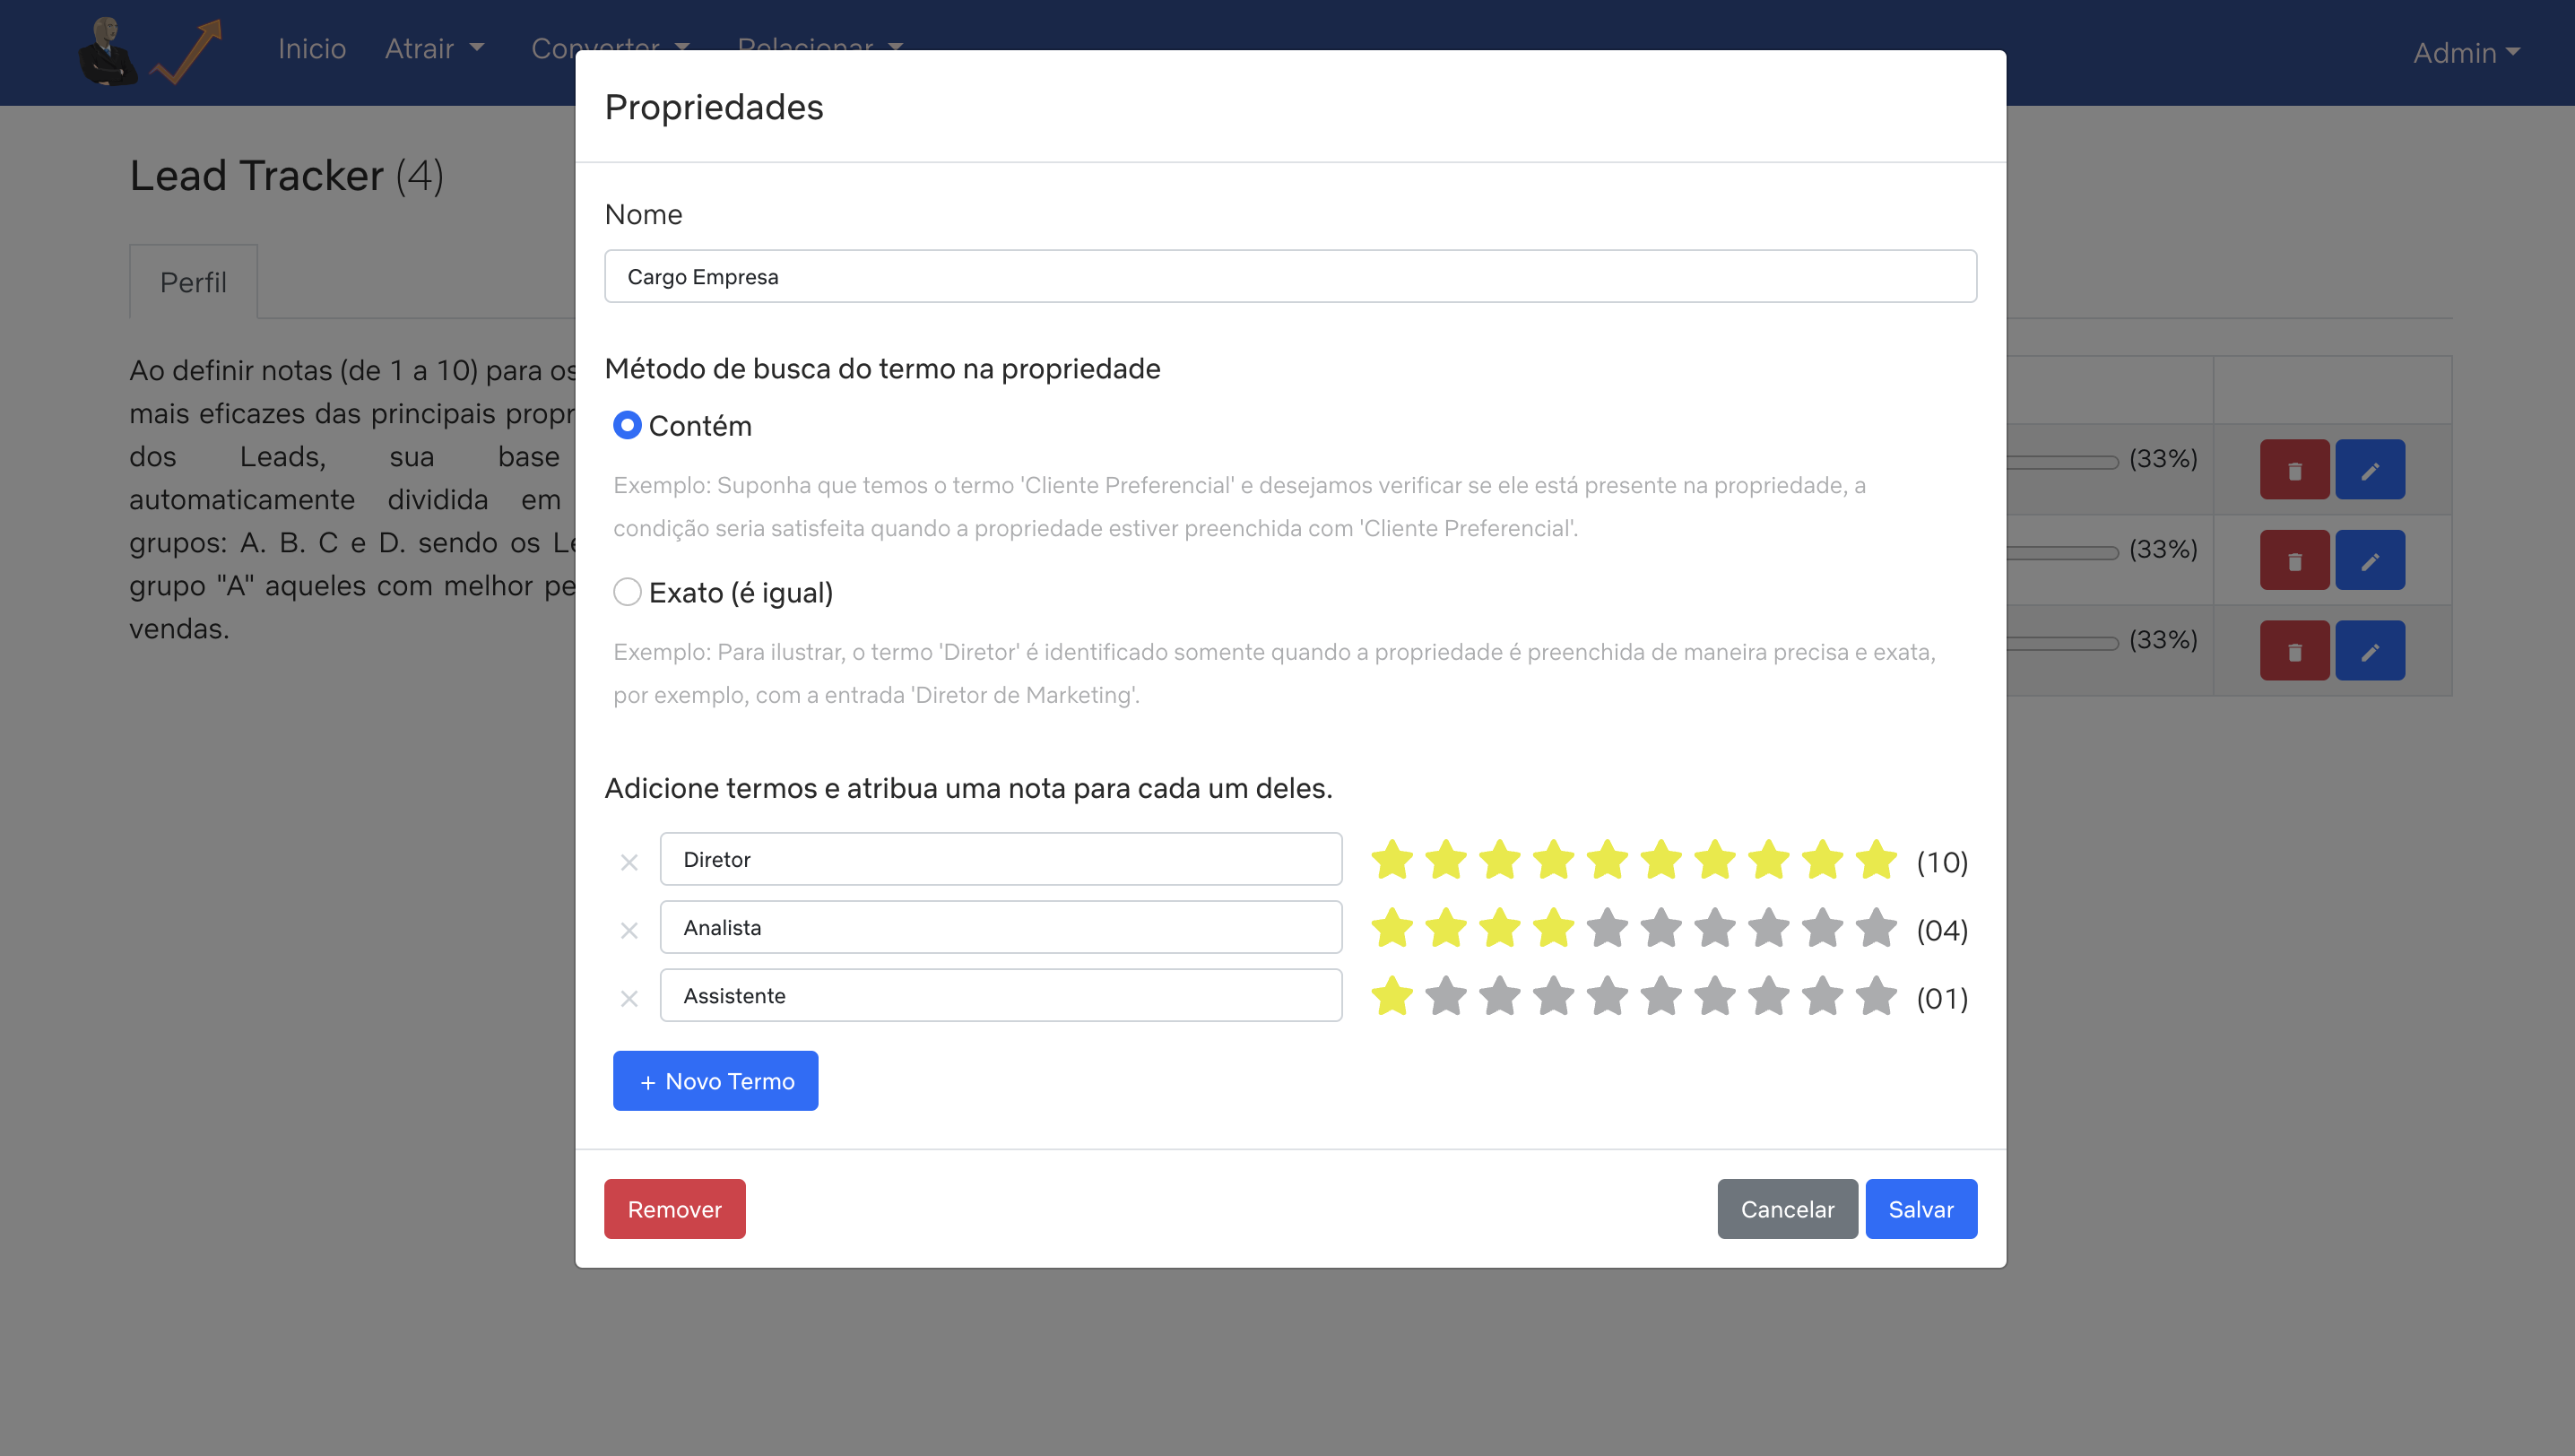 Inicio Atrair Converter Relacionar Admin
Propriedades
Lead Tracker (4)
Nome
Cargo Empresa
Perfil
Ao definir notas (de 1 a 10) para os
mais eficazes das principais
dos Leads, sua base
automaticamente dividida em
grupos: A. B. C e D. sendo os
grupo "A" aqueles com melhor
vendas.
Método de busca do termo na propriedade
Contém
Exemplo: Suponha que temos o termo 'Cliente Preferencial' e desejamos verificar se ele está presente na propriedade, a
condição seria satisfeita quando a propriedade estiver preenchida com 'Cliente Preferencial'.
Exato (é igual)
Exemplo: Para ilustrar, o termo 'Diretor' é identificado somente quando a propriedade é preenchida de maneira precisa e exata,
por exemplo, com a entrada 'Diretor de Marketing'.
(33%)
(33%)
(33%)
Adicione termos e atribua uma nota para cada um deles.
Diretor (10)
Analista (04)
Assistente (01)
+ Novo Termo
Remover Cancelar Salvar